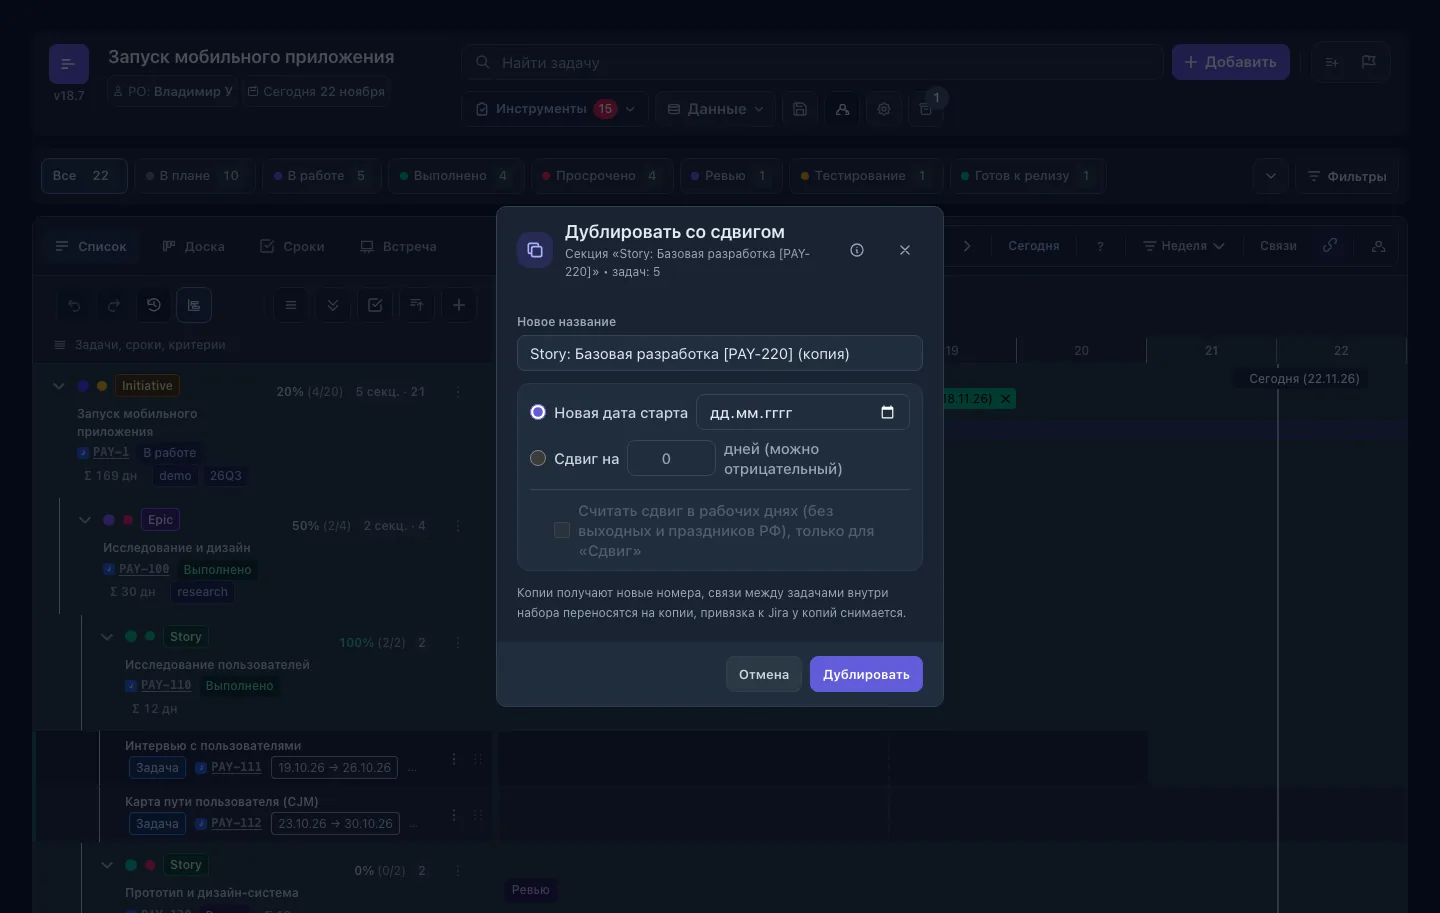 Запуск мобильного приложения
v18.7
PO: Владимир У
Сегодня 22 ноября
Найти задачу
Добавить
Инструменты 15
Данные
1
Все 22
В плане 10
В работе 5
Выполнено 4
Просрочено 4
Ревью 1
Тестирование 1
Готов к релизу 1
Фильтры
Список
Доска
Сроки
Встреча
Сегодня
?
Неделя
Связи
Задачи, сроки, критерии
19
20
21
22
Сегодня (22.11.26)
8.11.26)
Initiative
20% (4/20)
5 секц. · 21
Запуск мобильного
приложения
PAY-1 В работе
Σ 169 дн demo 26Q3
Epic
50% (2/4)
2 секц. · 4
Исследование и дизайн
PAY-100 Выполнено
Σ 30 дн research
Story
100% (2/2) 2
Исследование пользователей
PAY-110 Выполнено
Σ 12 дн
Интервью с пользователями
Задача PAY-111 19.10.26 → 26.10.26 ...
Карта пути пользователя (CJM)
Задача PAY-112 23.10.26 → 30.10.26 ...
Story
0% (0/2) 2
Прототип и дизайн-система
Ревью
Дублировать со сдвигом
Секция «Story: Базовая разработка [PAY-
220]» • задач: 5
Новое название
Story: Базовая разработка [PAY-220] (копия)
Новая дата старта дд.мм.гггг
Сдвиг на 0 дней (можно
отрицательный)
Считать сдвиг в рабочих днях (без
выходных и праздников РФ), только для
«Сдвиг»
Копии получают новые номера, связи между задачами внутри
набора переносятся на копии, привязка к Jira у копий снимается.
Отмена
Дублировать